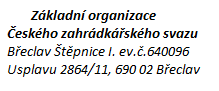 Základní organizace
Českého zahrádkářského svazu
Břeclav Štěpnice I. ev.č.640096
Usplavu 2864/11, 690 02 Břeclav